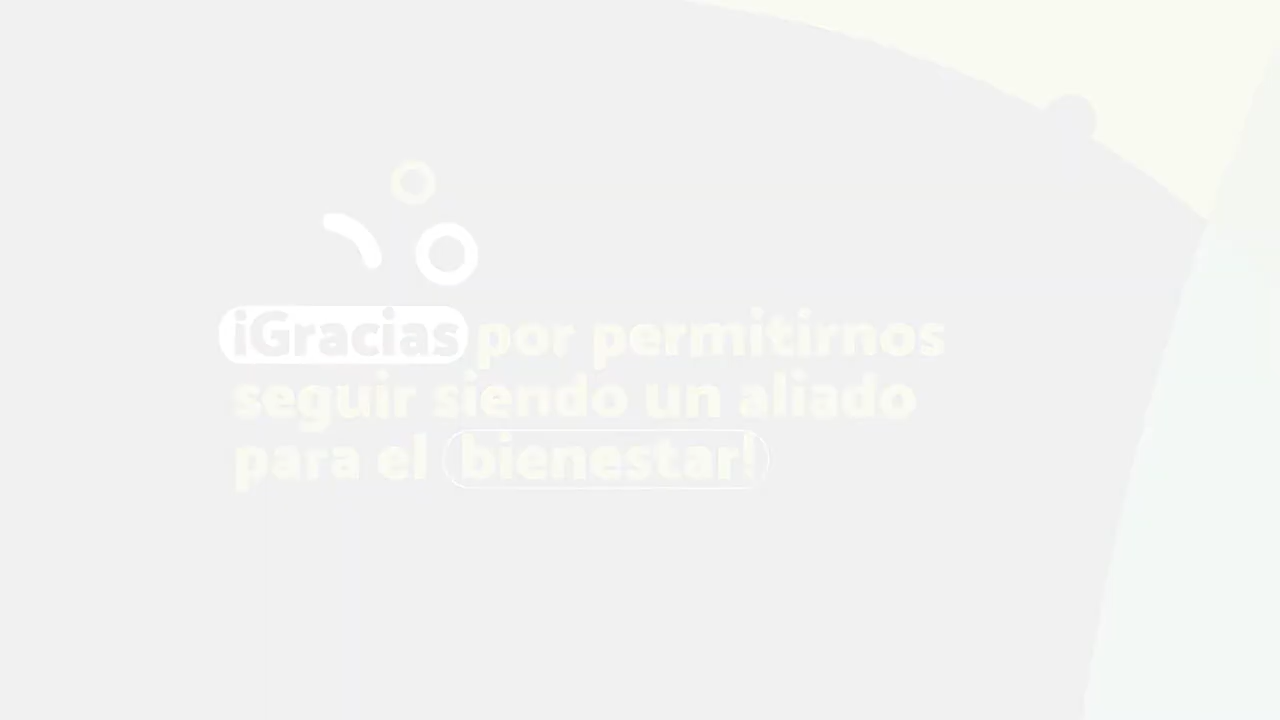 ¡Gracias por permitirnos
seguir siendo un aliado
para el bienestar!